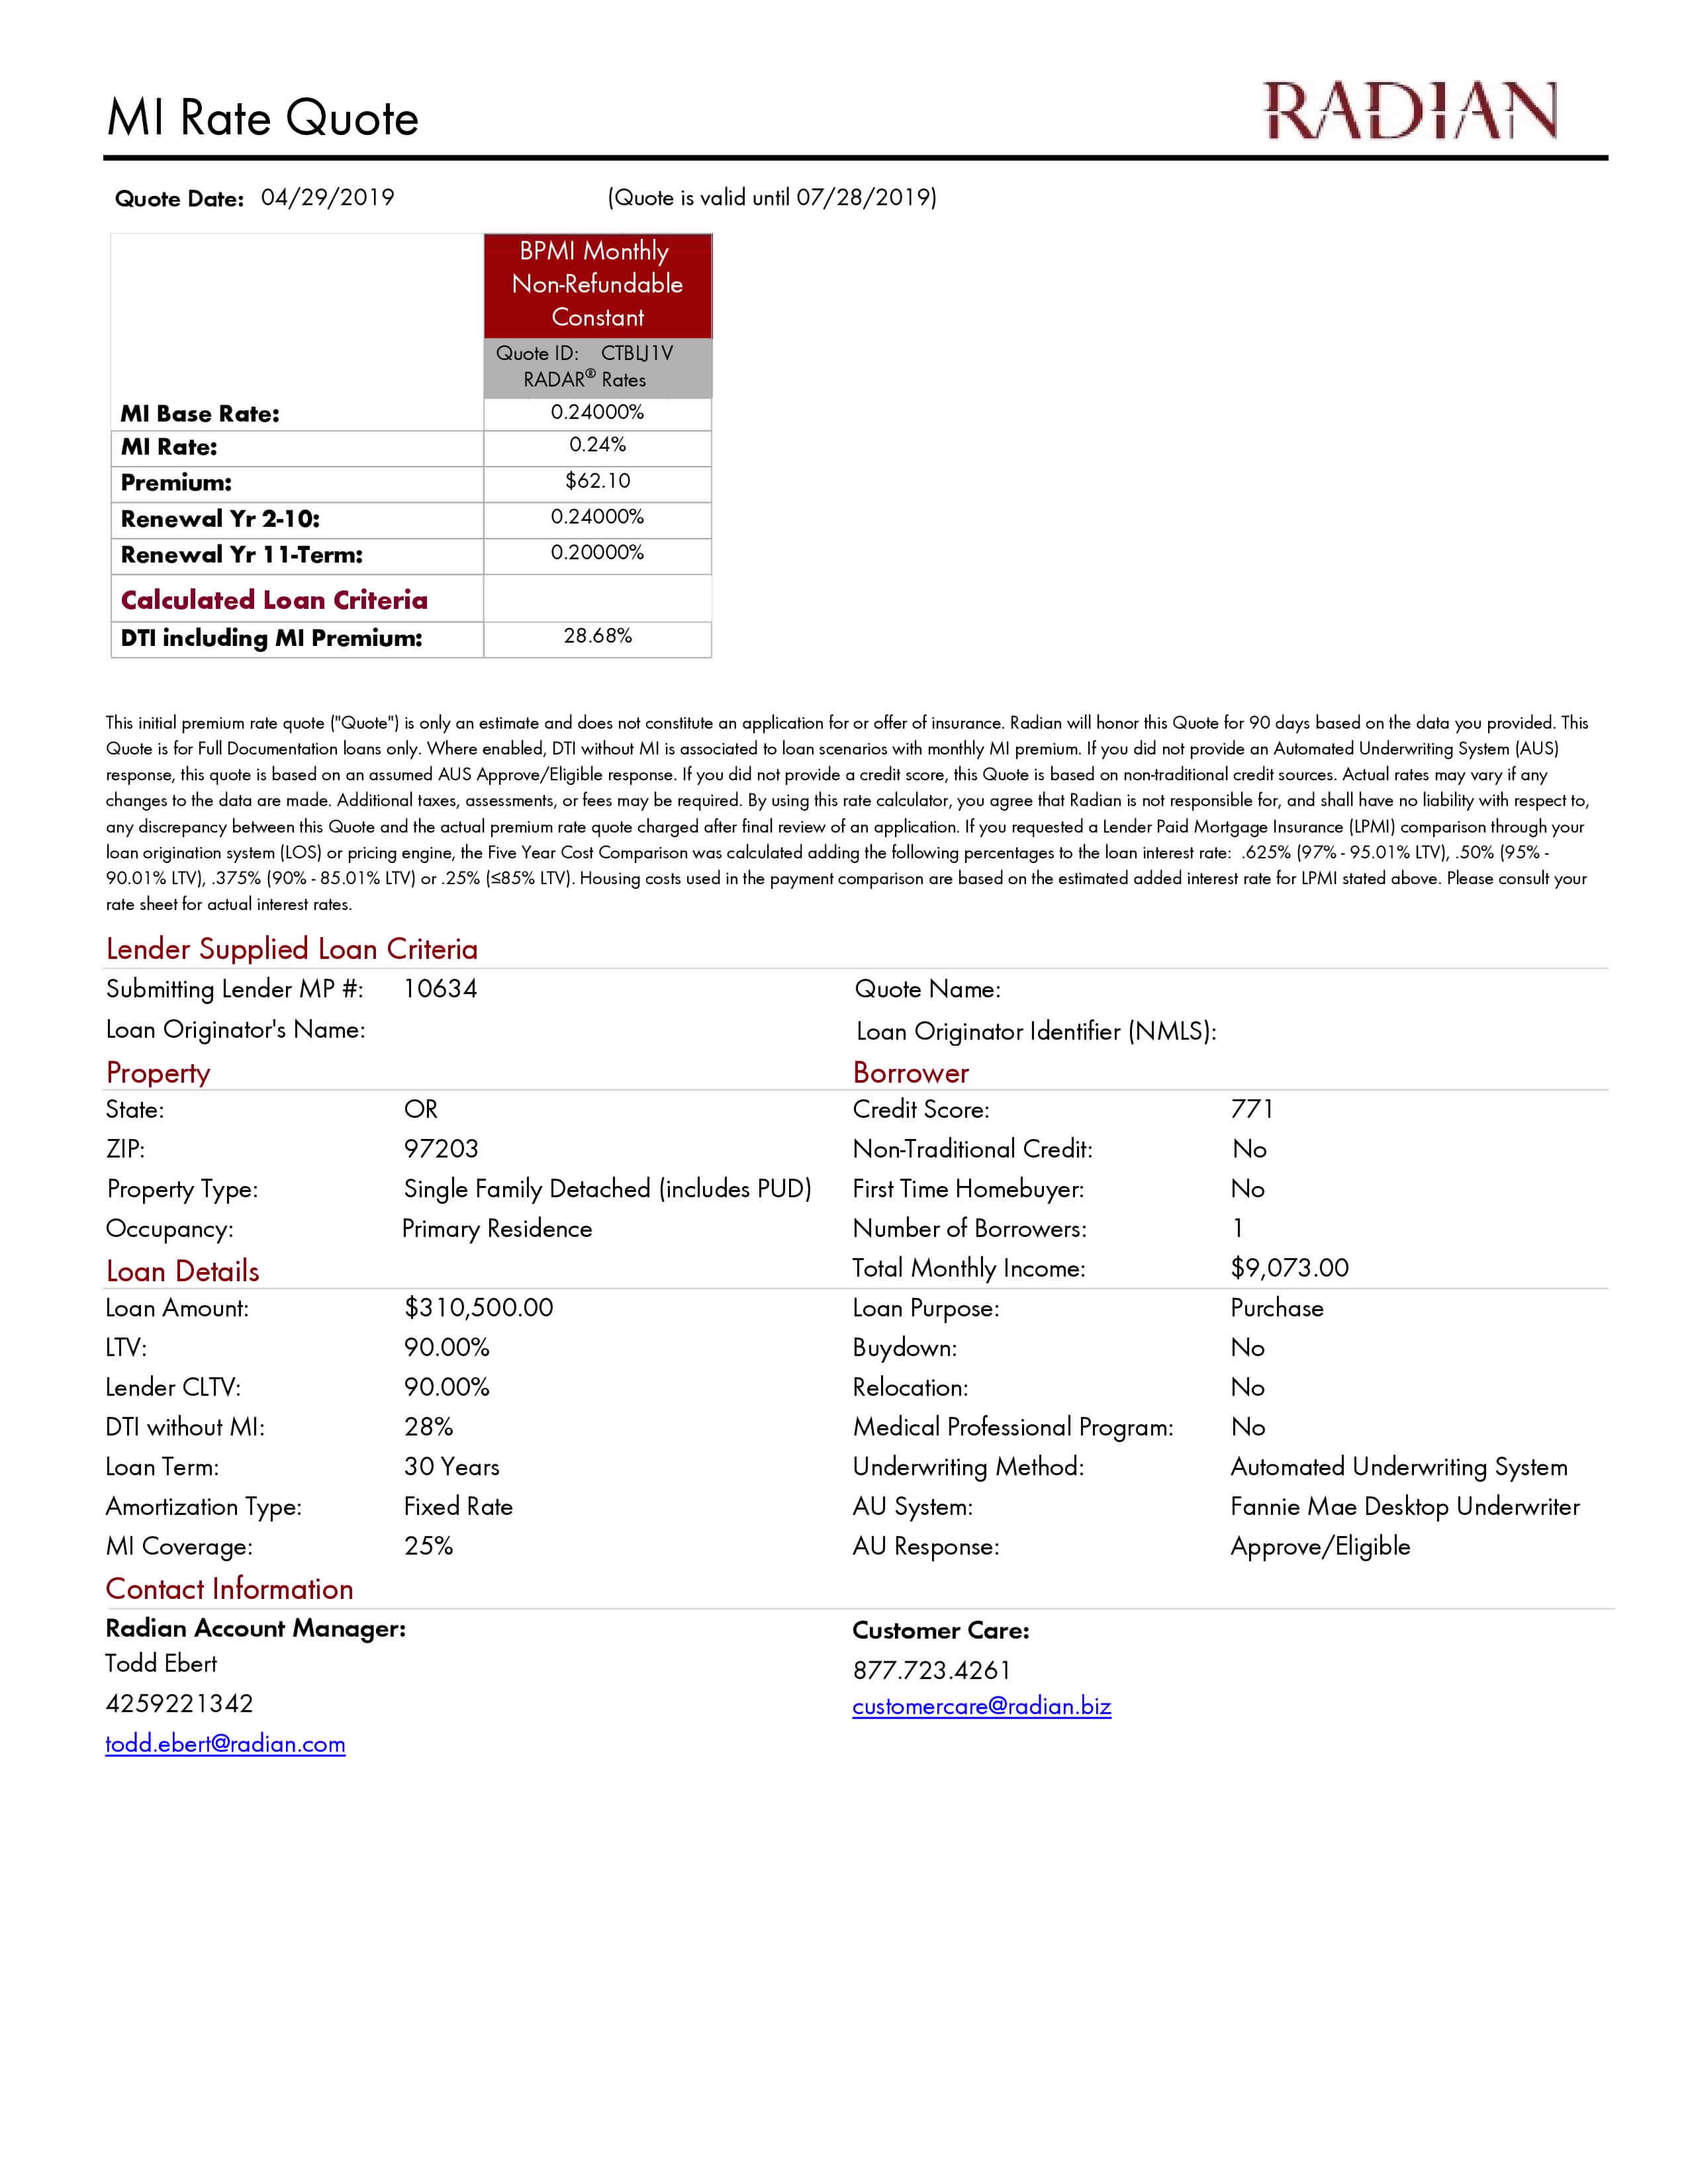 MI Rate Quote
RADIAN
Quote Date: 04/29/2019 (Quote is valid until 07/28/2019)
BPMI Monthly
Non-Refundable
Constant
Quote ID: CTBLJ1V
RADAR® Rates
MI Base Rate: 0.24000%
MI Rate: 0.24%
Premium: $62.10
Renewal Yr 2-10: 0.24000%
Renewal Yr 11-Term: 0.20000%
Calculated Loan Criteria
DTI including MI Premium: 28.68%
This initial premium rate quote ("Quote") is only an estimate and does not constitute an application for or offer of insurance. Radian will honor this Quote for 90 days based on the data you provided. This
Quote is for Full Documentation loans only. Where enabled, DTI without MI is associated to loan scenarios with monthly MI premium. If you did not provide an Automated Underwriting System (AUS)
response, this quote is based on an assumed AUS Approve/Eligible response. If you did not provide a credit score, this Quote is based on non-traditional credit sources. Actual rates may vary if any
changes to the data are made. Additional taxes, assessments, or fees may be required. By using this rate calculator, you agree that Radian is not responsible for, and shall have no liability with respect to,
any discrepancy between this Quote and the actual premium rate quote charged after final review of an application. If you requested a Lender Paid Mortgage Insurance (LPMI) comparison through your
loan origination system (LOS) or pricing engine, the Five Year Cost Comparison was calculated adding the following percentages to the loan interest rate: .625% (97% - 95.01% LTV), .50% (95% -
90.01% LTV), .375% (90% - 85.01% LTV) or .25% (≤85% LTV). Housing costs used in the payment comparison are based on the estimated added interest rate for LPMI stated above. Please consult your
rate sheet for actual interest rates.
Lender Supplied Loan Criteria
Submitting Lender MP #: 10634 Quote Name:
Loan Originator's Name: Loan Originator Identifier (NMLS):
Property Borrower
State: OR Credit Score: 771
ZIP: 97203 Non-Traditional Credit: No
Property Type: Single Family Detached (includes PUD) First Time Homebuyer: No
Occupancy: Primary Residence Number of Borrowers: 1
Loan Details Total Monthly Income: $9,073.00
Loan Amount: $310,500.00 Loan Purpose: Purchase
LTV: 90.00% Buydown: No
Lender CLTV: 90.00% Relocation: No
DTI without MI: 28% Medical Professional Program: No
Loan Term: 30 Years Underwriting Method: Automated Underwriting System
Amortization Type: Fixed Rate AU System: Fannie Mae Desktop Underwriter
MI Coverage: 25% AU Response: Approve/Eligible
Contact Information
Radian Account Manager: Customer Care:
Todd Ebert 877.723.4261
4259221342 customercare@radian.biz
todd.ebert@radian.com